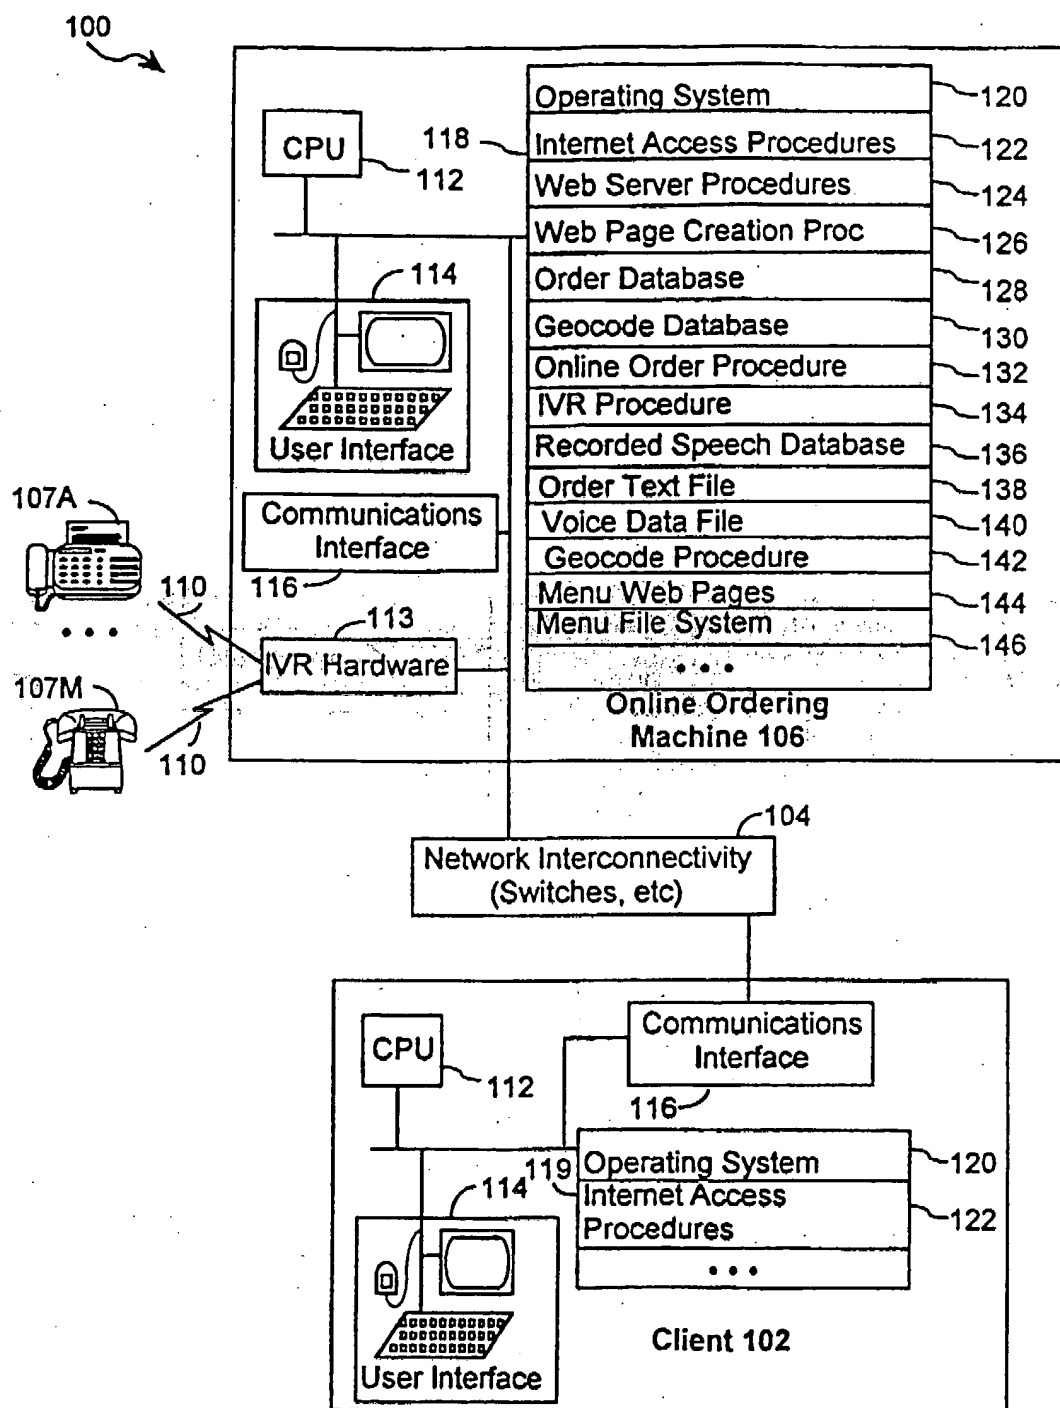 100
Operating System
120
CPU
118
Internet Access Procedures
122
112
Web Server Procedures
124
Web Page Creation Proc
126
114
Order Database
128
Geocode Database
130
Online Order Procedure
132
IVR Procedure
134
User Interface
Recorded Speech Database
136
107A
Order Text File
138
Communications
Interface
Voice Data File
140
Geocode Procedure
142
116
110
Menu Web Pages
144
113
Menu File System
146
IVR Hardware
• • •
• • •
107M
Online Ordering
Machine 106
110
104
Network Interconnectivity
(Switches, etc)
Communications
Interface
CPU
112
116
119
Operating System
120
114
Internet Access
Procedures
122
• • •
Client 102
User Interface